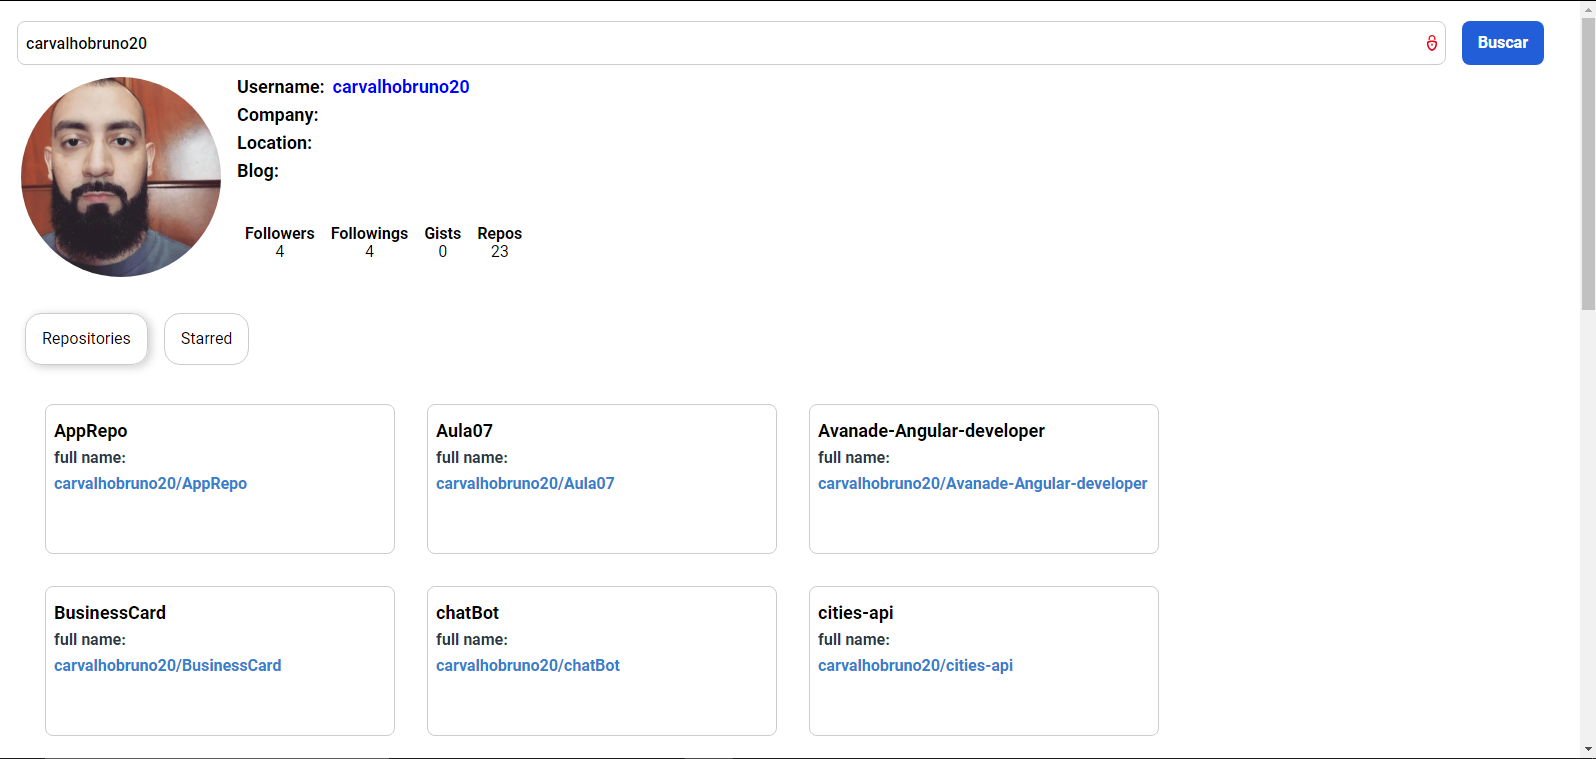 carvalhobruno20
Buscar
Username: carvalhobruno20
Company:
Location:
Blog:
Followers Followings Gists Repos
4 4 0 23
Repositories Starred
AppRepo
full name:
carvalhobruno20/AppRepo
Aula07
full name:
carvalhobruno20/Aula07
Avanade-Angular-developer
full name:
carvalhobruno20/Avanade-Angular-developer
BusinessCard
full name:
carvalhobruno20/BusinessCard
chatBot
full name:
carvalhobruno20/chatBot
cities-api
full name:
carvalhobruno20/cities-api